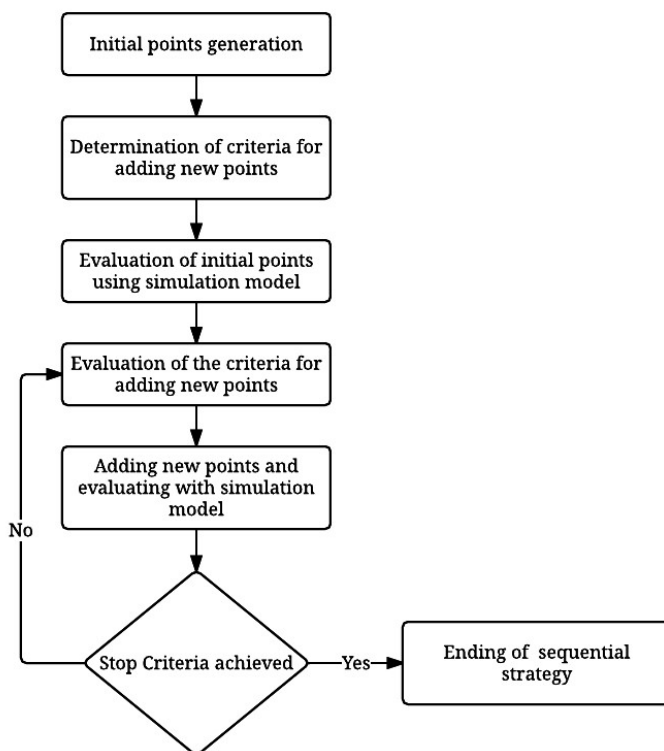 Initial points generation
Determination of criteria for
adding new points
Evaluation of initial points
using simulation model
Evaluation of the criteria for
adding new points
Adding new points and
evaluating with simulation
model
No
Stop Criteria achieved
Yes
Ending of sequential
strategy